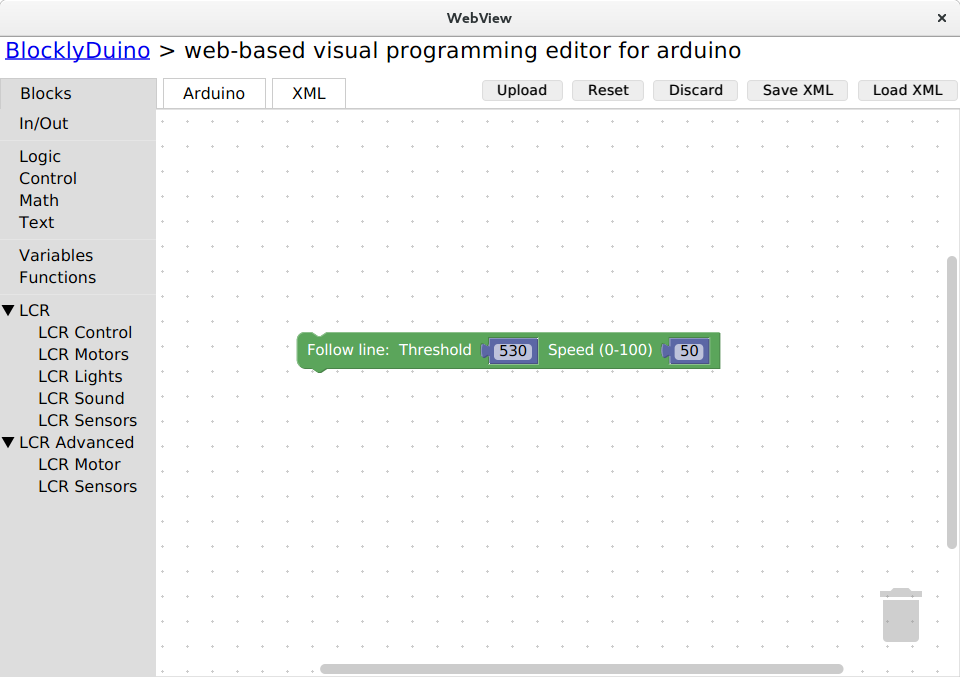 WebView ×
BlocklyDuino > web-based visual programming editor for arduino
Blocks Arduino XML Upload Reset Discard Save XML Load XML
In/Out
Logic
Control
Math
Text
Variables
Functions
LCR
LCR Control
LCR Motors
LCR Lights
LCR Sound
LCR Sensors
LCR Advanced
LCR Motor
LCR Sensors
Follow line: Threshold 530 Speed (0-100) 50